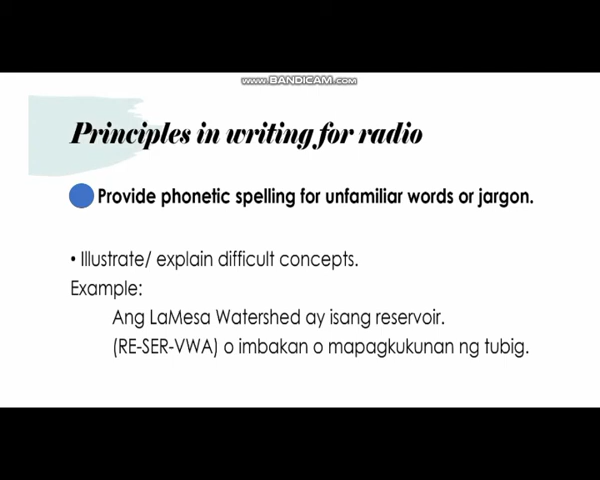 www.BANDICAM.com
Principles in writing for radio
Provide phonetic spelling for unfamiliar words or jargon.
• Illustrate/ explain difficult concepts.
Example:
Ang LaMesa Watershed ay isang reservoir.
(RE-SER-VWA) o imbakan o mapagkukunan ng tubig.